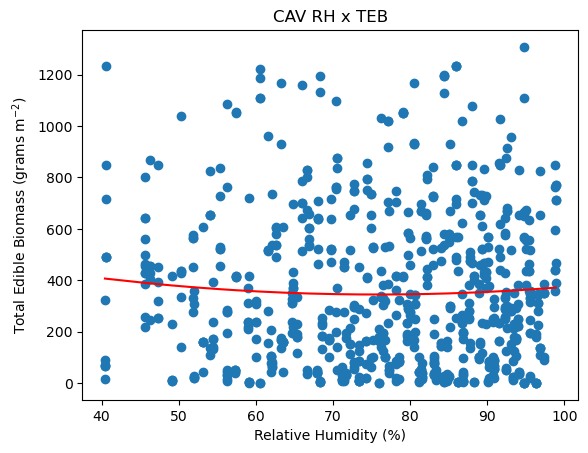 CAV RH x TEB
Total Edible Biomass (grams m⁻²)
1200
1000
800
600
400
200
0
40 50 60 70 80 90 100
Relative Humidity (%)